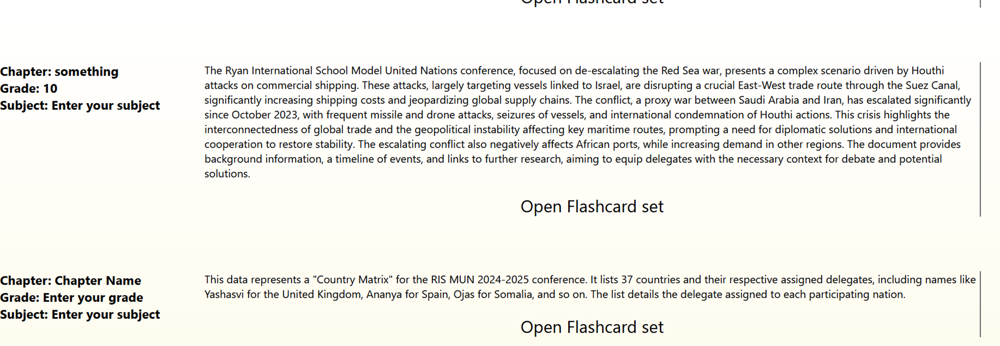 Open Flashcard set
Chapter: something
Grade: 10
Subject: Enter your subject
The Ryan International School Model United Nations conference, focused on de-escalating the Red Sea war, presents a complex scenario driven by Houthi
attacks on commercial shipping. These attacks, largely targeting vessels linked to Israel, are disrupting a crucial East-West trade route through the Suez Canal,
significantly increasing shipping costs and jeopardizing global supply chains. The conflict, a proxy war between Saudi Arabia and Iran, has escalated significantly
since October 2023, with frequent missile and drone attacks, seizures of vessels, and international condemnation of Houthi actions. This crisis highlights the
interconnectedness of global trade and the geopolitical instability affecting key maritime routes, prompting a need for diplomatic solutions and international
cooperation to restore stability. The escalating conflict also negatively affects African ports, while increasing demand in other regions. The document provides
background information, a timeline of events, and links to further research, aiming to equip delegates with the necessary context for debate and potential
solutions.
Open Flashcard set
Chapter: Chapter Name
Grade: Enter your grade
Subject: Enter your subject
This data represents a "Country Matrix" for the RIS MUN 2024-2025 conference. It lists 37 countries and their respective assigned delegates, including names like
Yashasvi for the United Kingdom, Ananya for Spain, Ojas for Somalia, and so on. The list details the delegate assigned to each participating nation.
Open Flashcard set